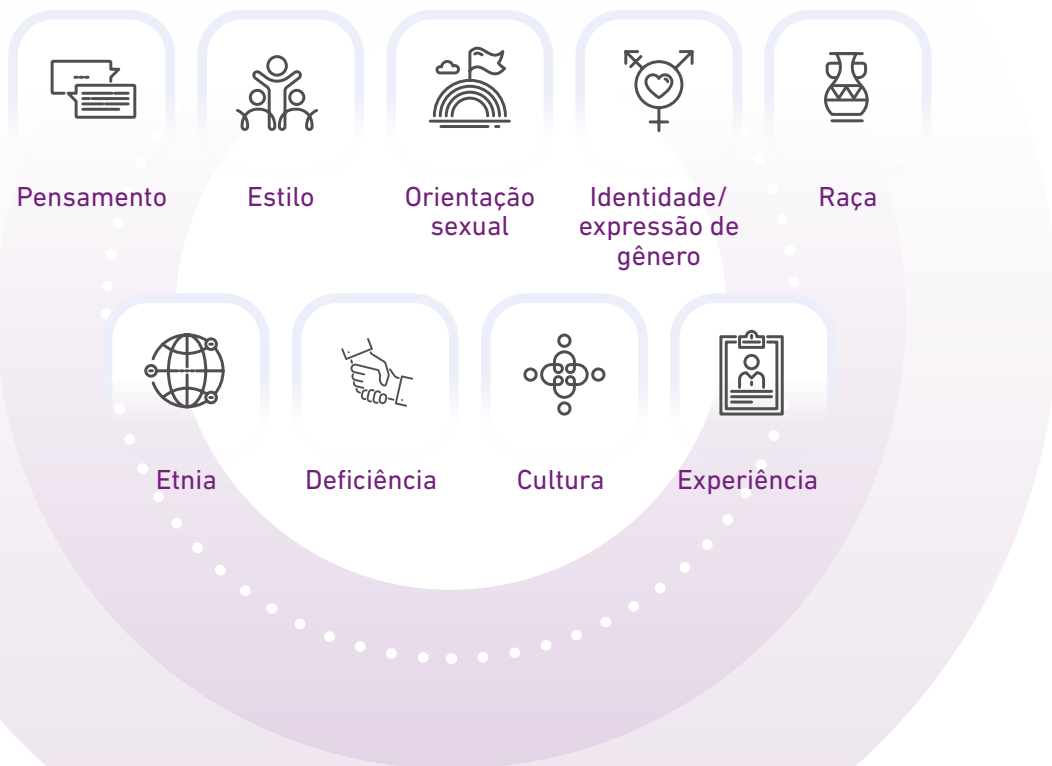 Pensamento
Estilo
Orientação
sexual
Identidade/
expressão de
gênero
Raça
Etnia
Deficiência
Cultura
Experiência